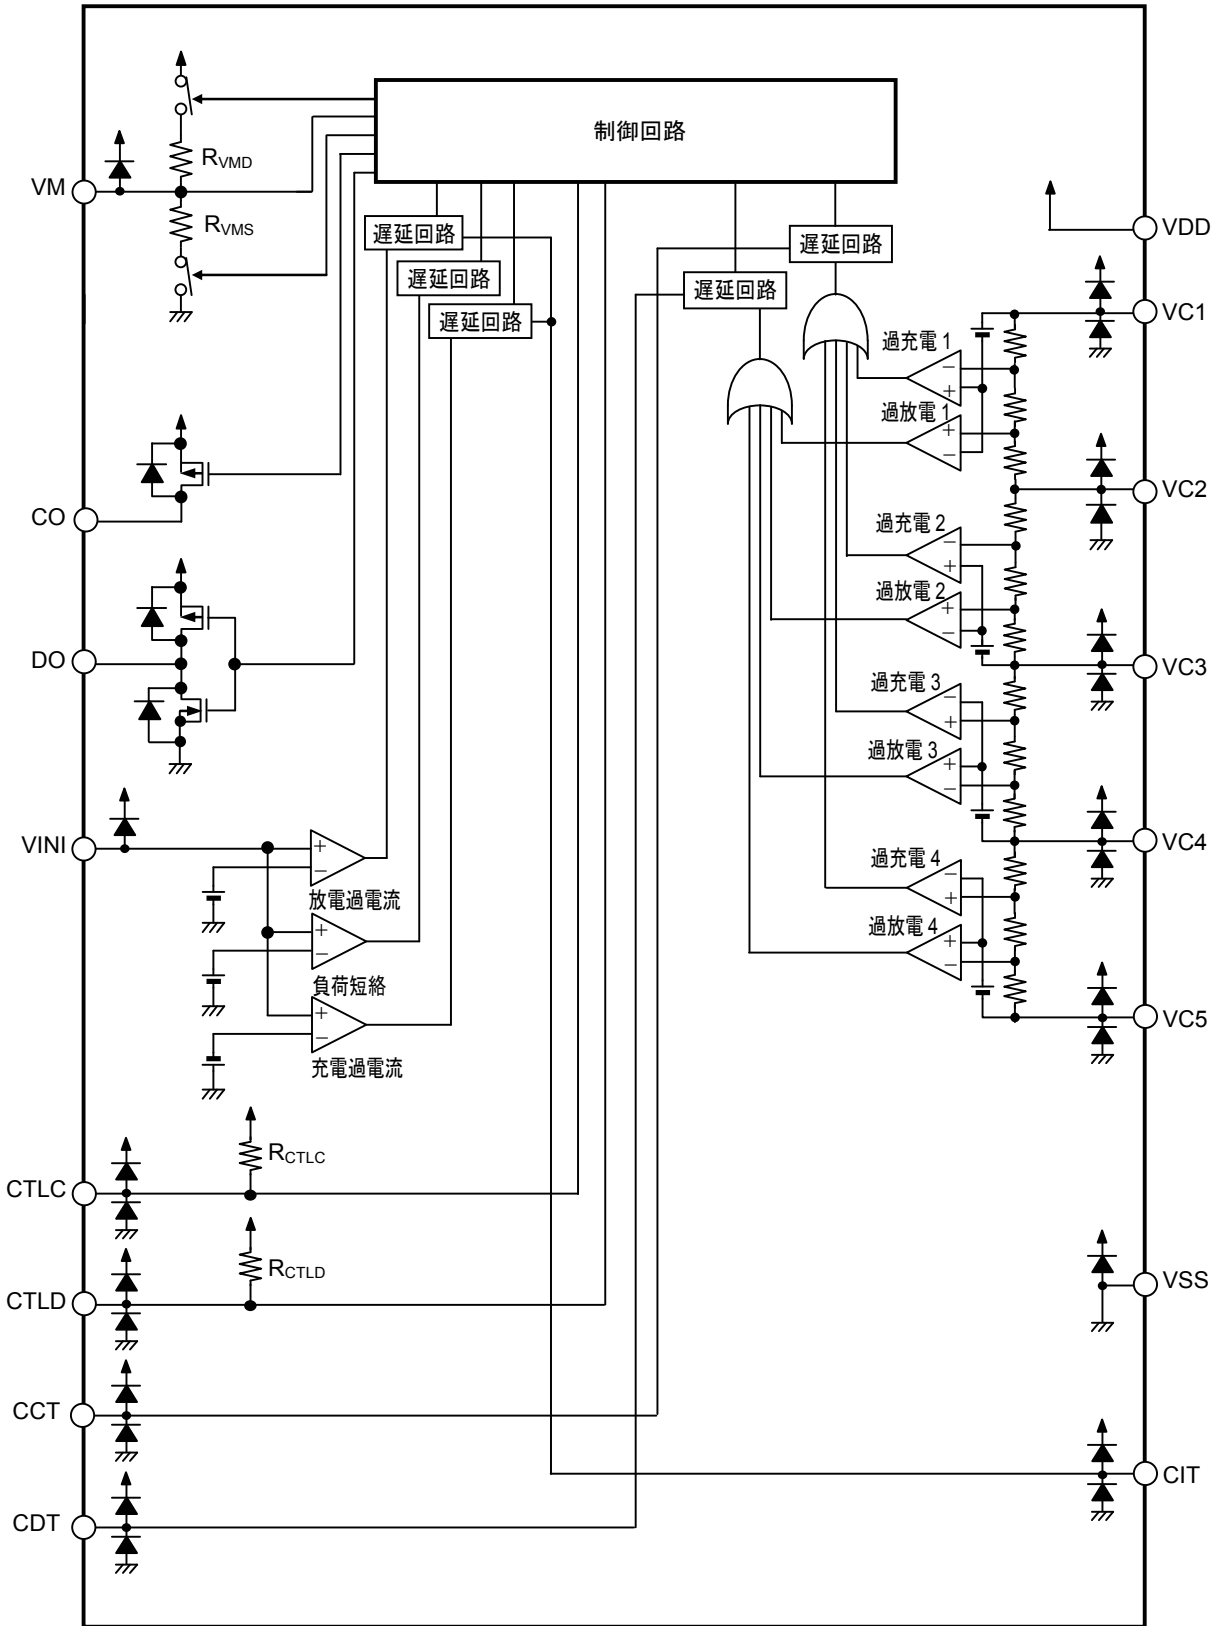 制御回路
RVMD
VM
RVMS
遅延回路
遅延回路
遅延回路
遅延回路
遅延回路
VDD
VC1
過充電 1
−
+
過放電 1
+
−
VC2
CO
過充電 2
−
+
過放電 2
+
−
DO
VC3
過充電 3
−
+
過放電 3
+
−
VINI
VC4
+
−
放電過電流
過充電 4
−
+
過放電 4
+
−
+
−
負荷短絡
VC5
+
−
充電過電流
RCTLC
CTLC
RCTLD
CTLD
VSS
CCT
CIT
CDT